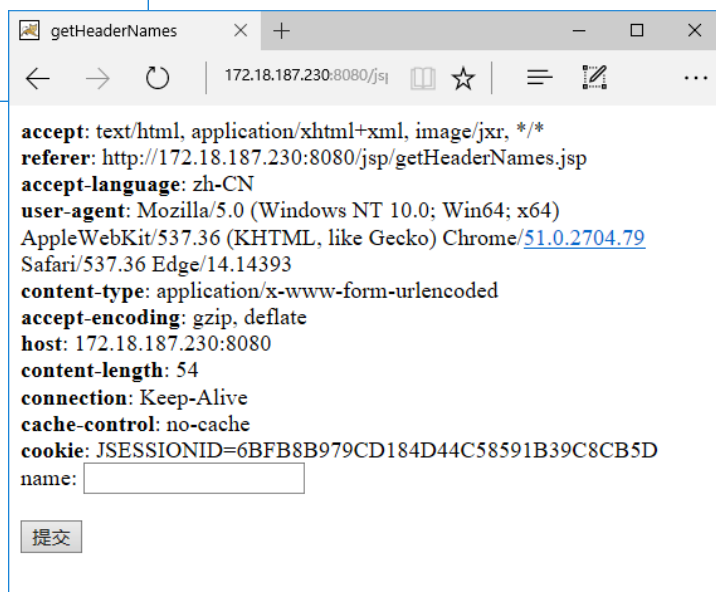 getHeaderNames
172.18.187.230:8080/jsp
accept: text/html, application/xhtml+xml, image/jxr, */*
referer: http://172.18.187.230:8080/jsp/getHeaderNames.jsp
accept-language: zh-CN
user-agent: Mozilla/5.0 (Windows NT 10.0; Win64; x64)
AppleWebKit/537.36 (KHTML, like Gecko) Chrome/51.0.2704.79
Safari/537.36 Edge/14.14393
content-type: application/x-www-form-urlencoded
accept-encoding: gzip, deflate
host: 172.18.187.230:8080
content-length: 54
connection: Keep-Alive
cache-control: no-cache
cookie: JSESSIONID=6BFB8B979CD184D44C58591B39C8CB5D
name:
提交